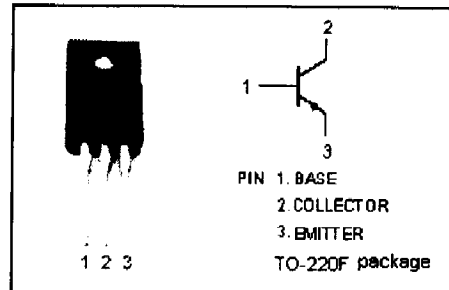 2
1
3
PIN 1. BASE
2. COLLECTOR
3. EMITTER
1 2 3
TO-220F package